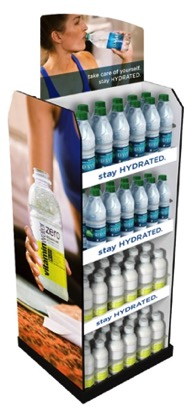 take care of yourself
stay HYDRATED.
stay HYDRATED.
stay HYDRATED.
stay HYDRATED.
vitaminwater
zero